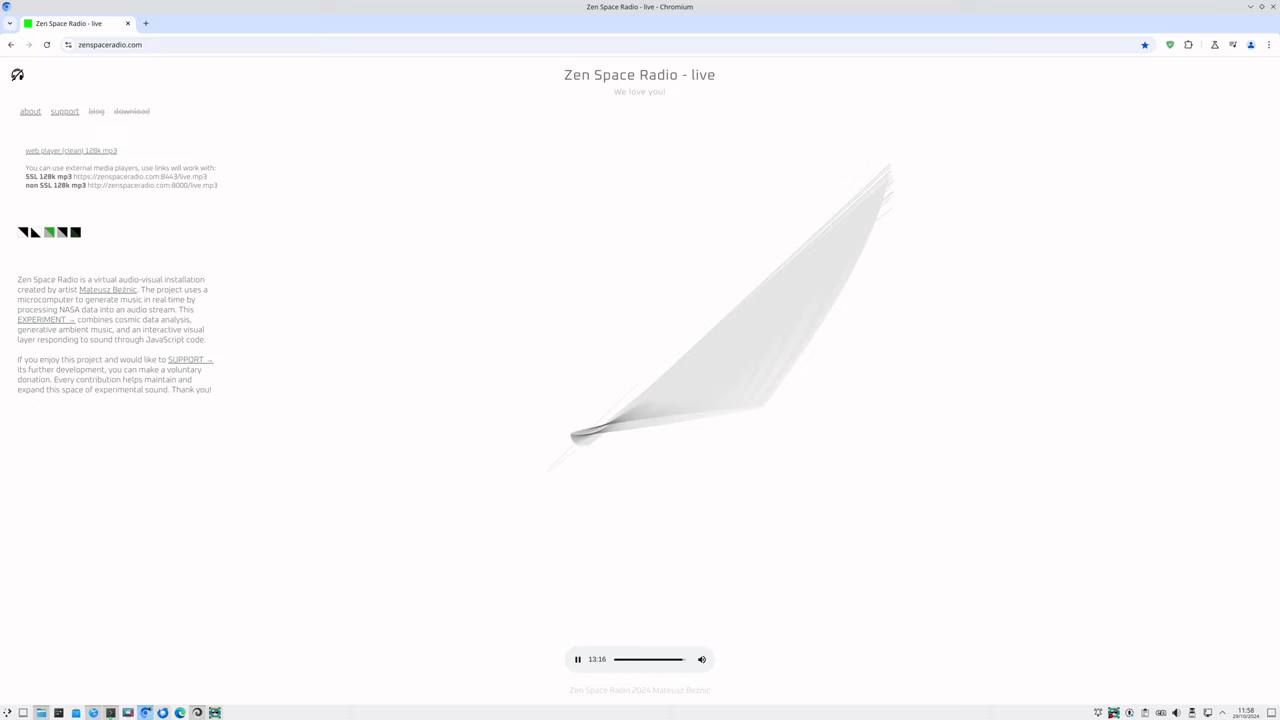 Zen Space Radio - live - Chromium
Zen Space Radio - live
zenspaceradio.com
Zen Space Radio - live
We love you!
about support blog download
web player (clean) 128k mp3
You can use external media players, use links will work with:
SSL 128k mp3 https://zenspaceradio.com:8443/live.mp3
non SSL 128k mp3 http://zenspaceradio.com:8000/live.mp3
Zen Space Radio is a virtual audio-visual installation
created by artist Mateusz Bežnic. The project uses a
microcomputer to generate music in real time by
processing NASA data into an audio stream. This
EXPERIMENT → combines cosmic data analysis,
generative ambient music, and an interactive visual
layer responding to sound through JavaScript code.
If you enjoy this project and would like to SUPPORT →
its further development, you can make a voluntary
donation. Every contribution helps maintain and
expand this space of experimental sound. Thank you!
13:16
Zen Space Radio 2024 Mateusz Bežnic
11:58
29/10/2024